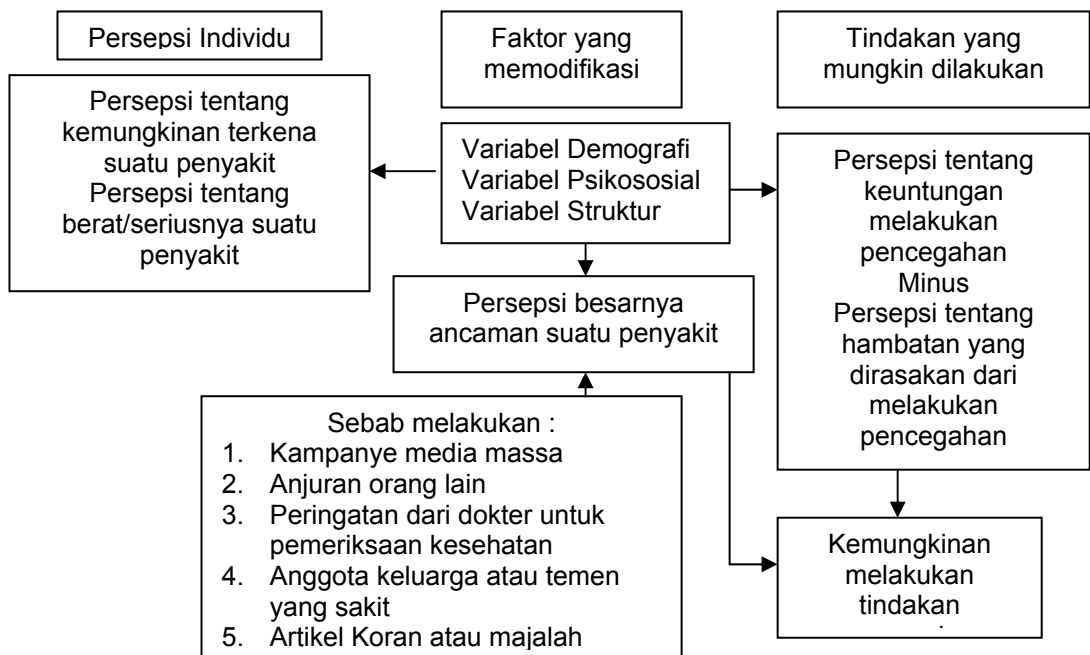 Persepsi Individu
Faktor yang
memodifikasi
Tindakan yang
mungkin dilakukan
Persepsi tentang
kemungkinan terkena
suatu penyakit
Persepsi tentang
berat/seriusnya suatu
penyakit
Variabel Demografi
Variabel Psikososial
Variabel Struktur
Persepsi tentang
keuntungan
melakukan
pencegahan
Minus
Persepsi tentang
hambatan yang
dirasakan dari
melakukan
pencegahan
Persepsi besarnya
ancaman suatu penyakit
Sebab melakukan :
1. Kampanye media massa
2. Anjuran orang lain
3. Peringatan dari dokter untuk
pemeriksaan kesehatan
4. Anggota keluarga atau temen
yang sakit
5. Artikel Koran atau majalah
Kemungkinan
melakukan
tindakan